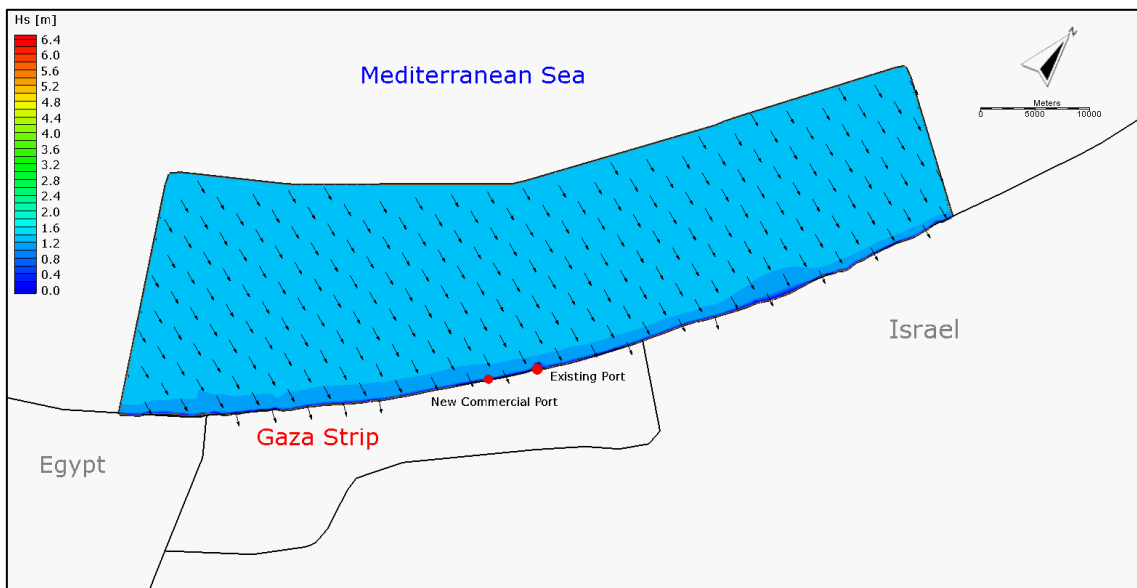 Hs [m]
6.4
6.0
5.6
5.2
4.8
4.4
4.0
3.6
3.2
2.8
2.4
2.0
1.6
1.2
0.8
0.4
0.0
Mediterranean Sea
N
Meters
0 5000 10000
Israel
Existing Port
New Commercial Port
Gaza Strip
Egypt